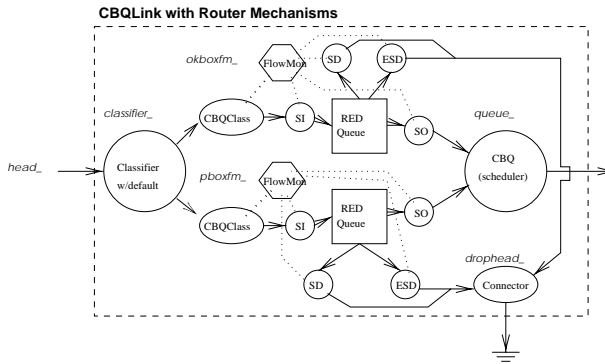 CBQLink with Router Mechanisms
okboxfm_
FlowMon
SD
ESD
classifier_
queue_
CBQClass
SI
RED
Queue
SO
head_
Classifier
w/default
pboxfm_
FlowMon
CBQ
(scheduler)
CBQClass
SI
RED
Queue
SO
drophead_
SD
ESD
Connector